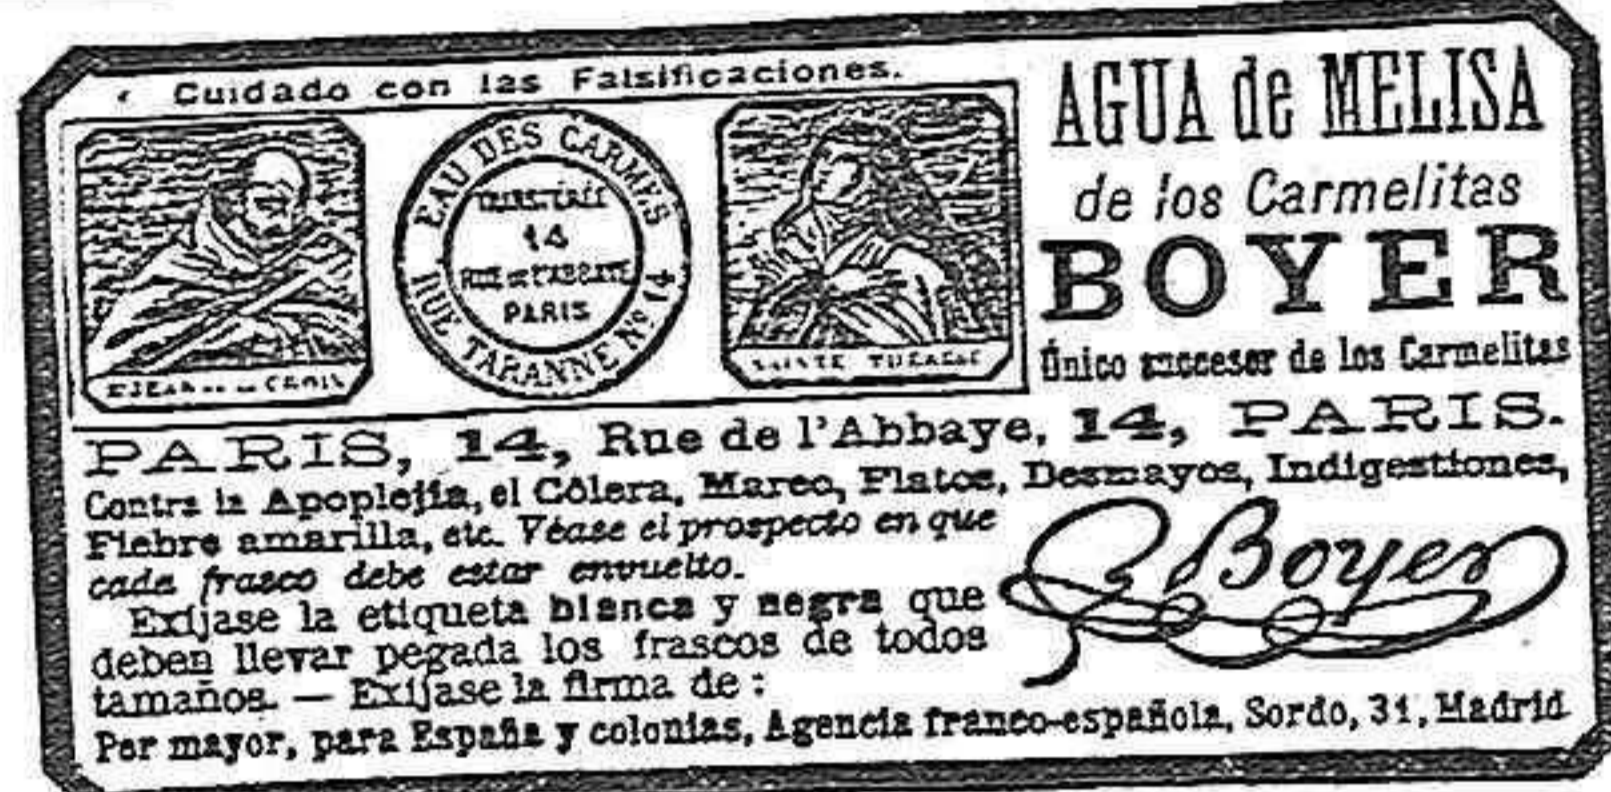 Cuidado con las Falsificaciones.
EAU DES CARMES
RUE TARANNE Nº 14
14
RUE DE L'ABBAYE
PARIS
SAINTE
AGUA de MELISA
de los Carmelitas
BOYER
Único succesor de los Carmelitas
PARIS, 14, Rue de l'Abbaye, 14, PARIS.
Contra la Apoplejía, el Cólera, Mareo, Flatos, Desmayos, Indigestiones,
Fiebre amarilla, etc. Véase el prospecto en que
cada frasco debe estar envuelto.
Exíjase la etiqueta blanca y negra que
deben llevar pegada los frascos de todos
tamaños. — Exíjase la firma de :
Boyer
Por mayor, para España y colonias, Agencia franco-española, Sordo, 31, Madrid